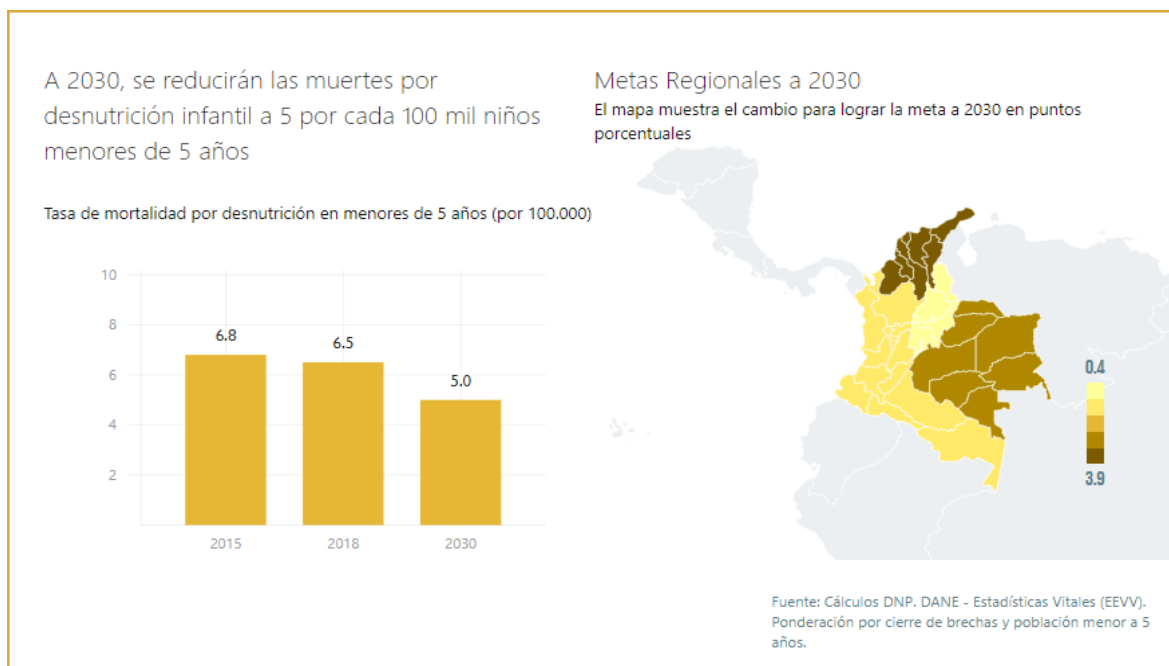 A 2030, se reducirán las muertes por
desnutrición infantil a 5 por cada 100 mil niños
menores de 5 años
Tasa de mortalidad por desnutrición en menores de 5 años (por 100.000)
10
8
6
4
2
6.8
6.5
5.0
2015
2018
2030
Metas Regionales a 2030
El mapa muestra el cambio para lograr la meta a 2030 en puntos
porcentuales
0.4
3.9
Fuente: Cálculos DNP. DANE - Estadísticas Vitales (EEVV).
Ponderación por cierre de brechas y población menor a 5
años.